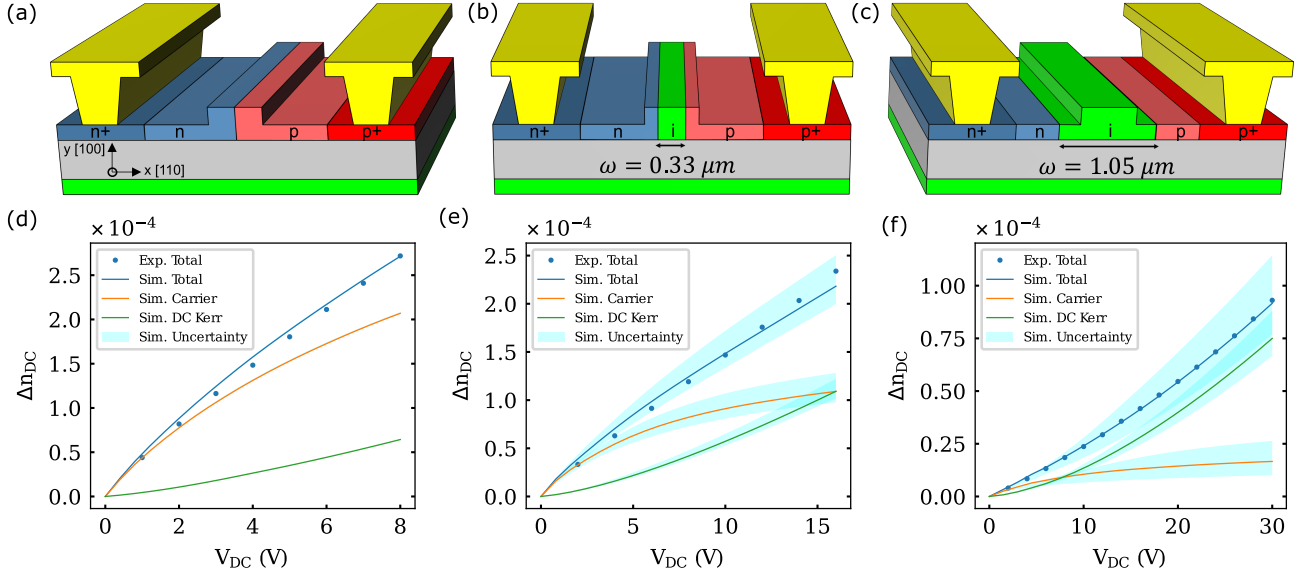 (a)
n+ n p p+
y [100]
x [110]
(b)
n+ n i p p+
ω = 0.33 μm
(c)
n+ n i p p+
ω = 1.05 μm
(d)
×10⁻⁴
Exp. Total
Sim. Total
Sim. Carrier
Sim. DC Kerr
Sim. Uncertainty
2.5
2.0
1.5
1.0
0.5
0.0
Δn_DC
0 2 4 6 8
V_DC (V)
(e)
×10⁻⁴
Exp. Total
Sim. Total
Sim. Carrier
Sim. DC Kerr
Sim. Uncertainty
2.5
2.0
1.5
1.0
0.5
0.0
Δn_DC
0 5 10 15
V_DC (V)
(f)
×10⁻⁴
Exp. Total
Sim. Total
Sim. Carrier
Sim. DC Kerr
Sim. Uncertainty
1.00
0.75
0.50
0.25
0.00
Δn_DC
0 10 20 30
V_DC (V)